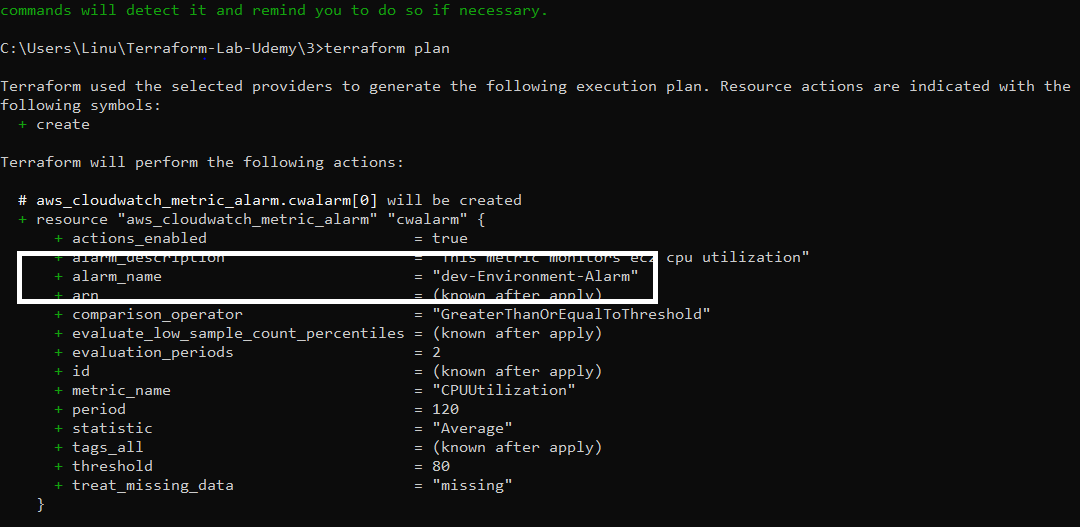 commands will detect it and remind you to do so if necessary.
C:\Users\Linu\Terraform-Lab-Udemy\3>terraform plan
Terraform used the selected providers to generate the following execution plan. Resource actions are indicated with the
following symbols:
+ create
Terraform will perform the following actions:
# aws_cloudwatch_metric_alarm.cwalarm[0] will be created
+ resource "aws_cloudwatch_metric_alarm" "cwalarm" {
+ actions_enabled = true
+ alarm_description = "This metric monitors ec2 cpu utilization"
+ alarm_name = "dev-Environment-Alarm"
+ arn = (known after apply)
+ comparison_operator = "GreaterThanOrEqualToThreshold"
+ evaluate_low_sample_count_percentiles = (known after apply)
+ evaluation_periods = 2
+ id = (known after apply)
+ metric_name = "CPUUtilization"
+ period = 120
+ statistic = "Average"
+ tags_all = (known after apply)
+ threshold = 80
+ treat_missing_data = "missing"
}